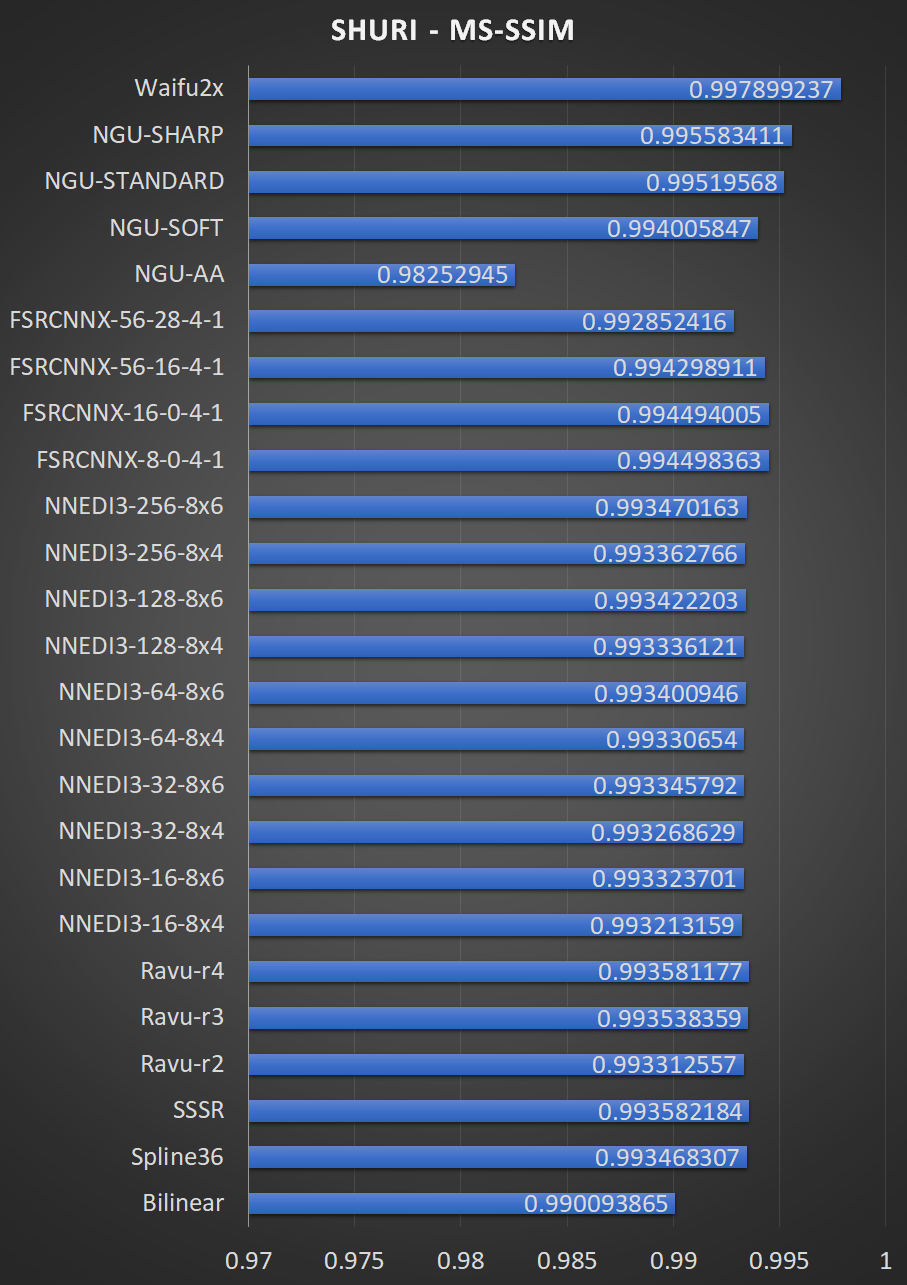 SHURI - MS-SSIM
Waifu2x 0.997899237
NGU-SHARP 0.995583411
NGU-STANDARD 0.99519568
NGU-SOFT 0.994005847
NGU-AA 0.98252945
FSRCNNX-56-28-4-1 0.992852416
FSRCNNX-56-16-4-1 0.994298911
FSRCNNX-16-0-4-1 0.994494005
FSRCNNX-8-0-4-1 0.994498363
NNEDI3-256-8x6 0.993470163
NNEDI3-256-8x4 0.993362766
NNEDI3-128-8x6 0.993422203
NNEDI3-128-8x4 0.993336121
NNEDI3-64-8x6 0.993400946
NNEDI3-64-8x4 0.99330654
NNEDI3-32-8x6 0.993345792
NNEDI3-32-8x4 0.993268629
NNEDI3-16-8x6 0.993323701
NNEDI3-16-8x4 0.993213159
Ravu-r4 0.993581177
Ravu-r3 0.993538359
Ravu-r2 0.993312557
SSSR 0.993582184
Spline36 0.993468307
Bilinear 0.990093865
0.97 0.975 0.98 0.985 0.99 0.995 1